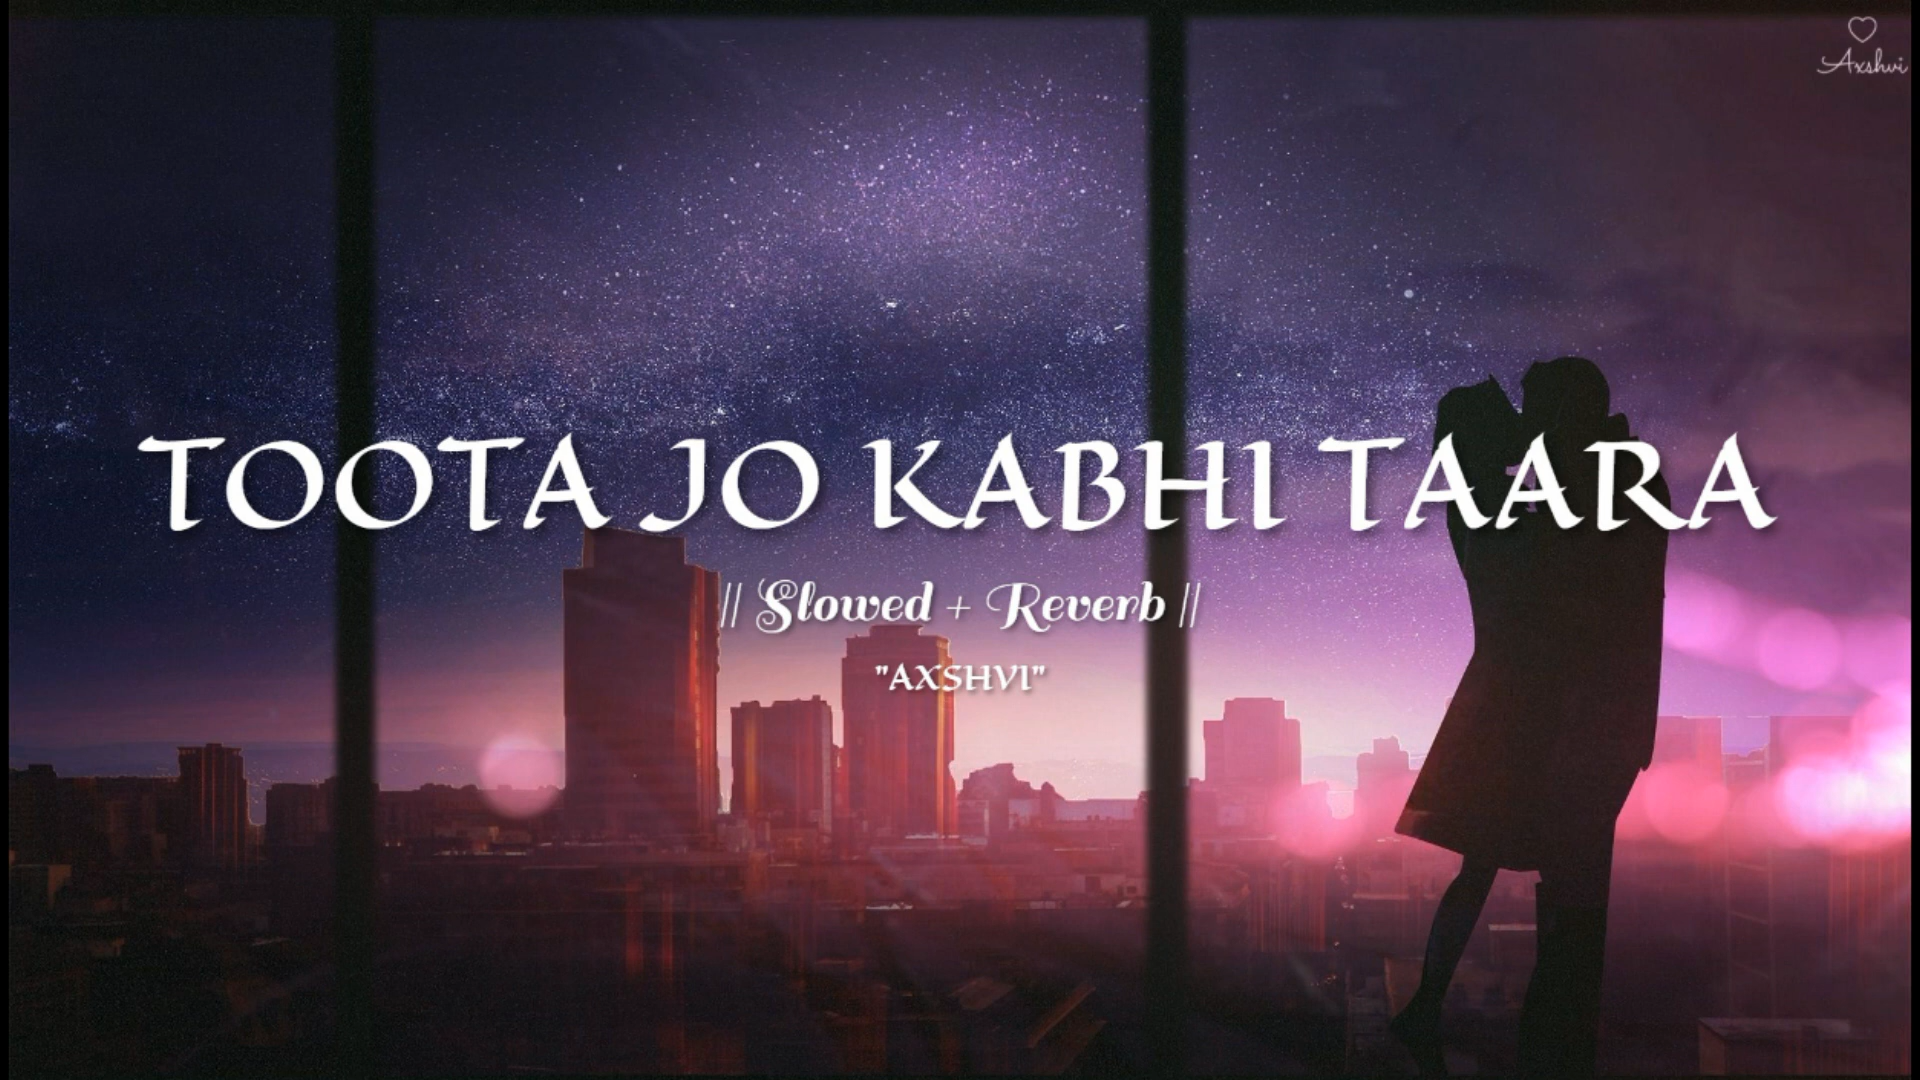 Axshvi
TOOTA JO KABHI TAARA
|| Slowed + Reverb ||
"AXSHVI"